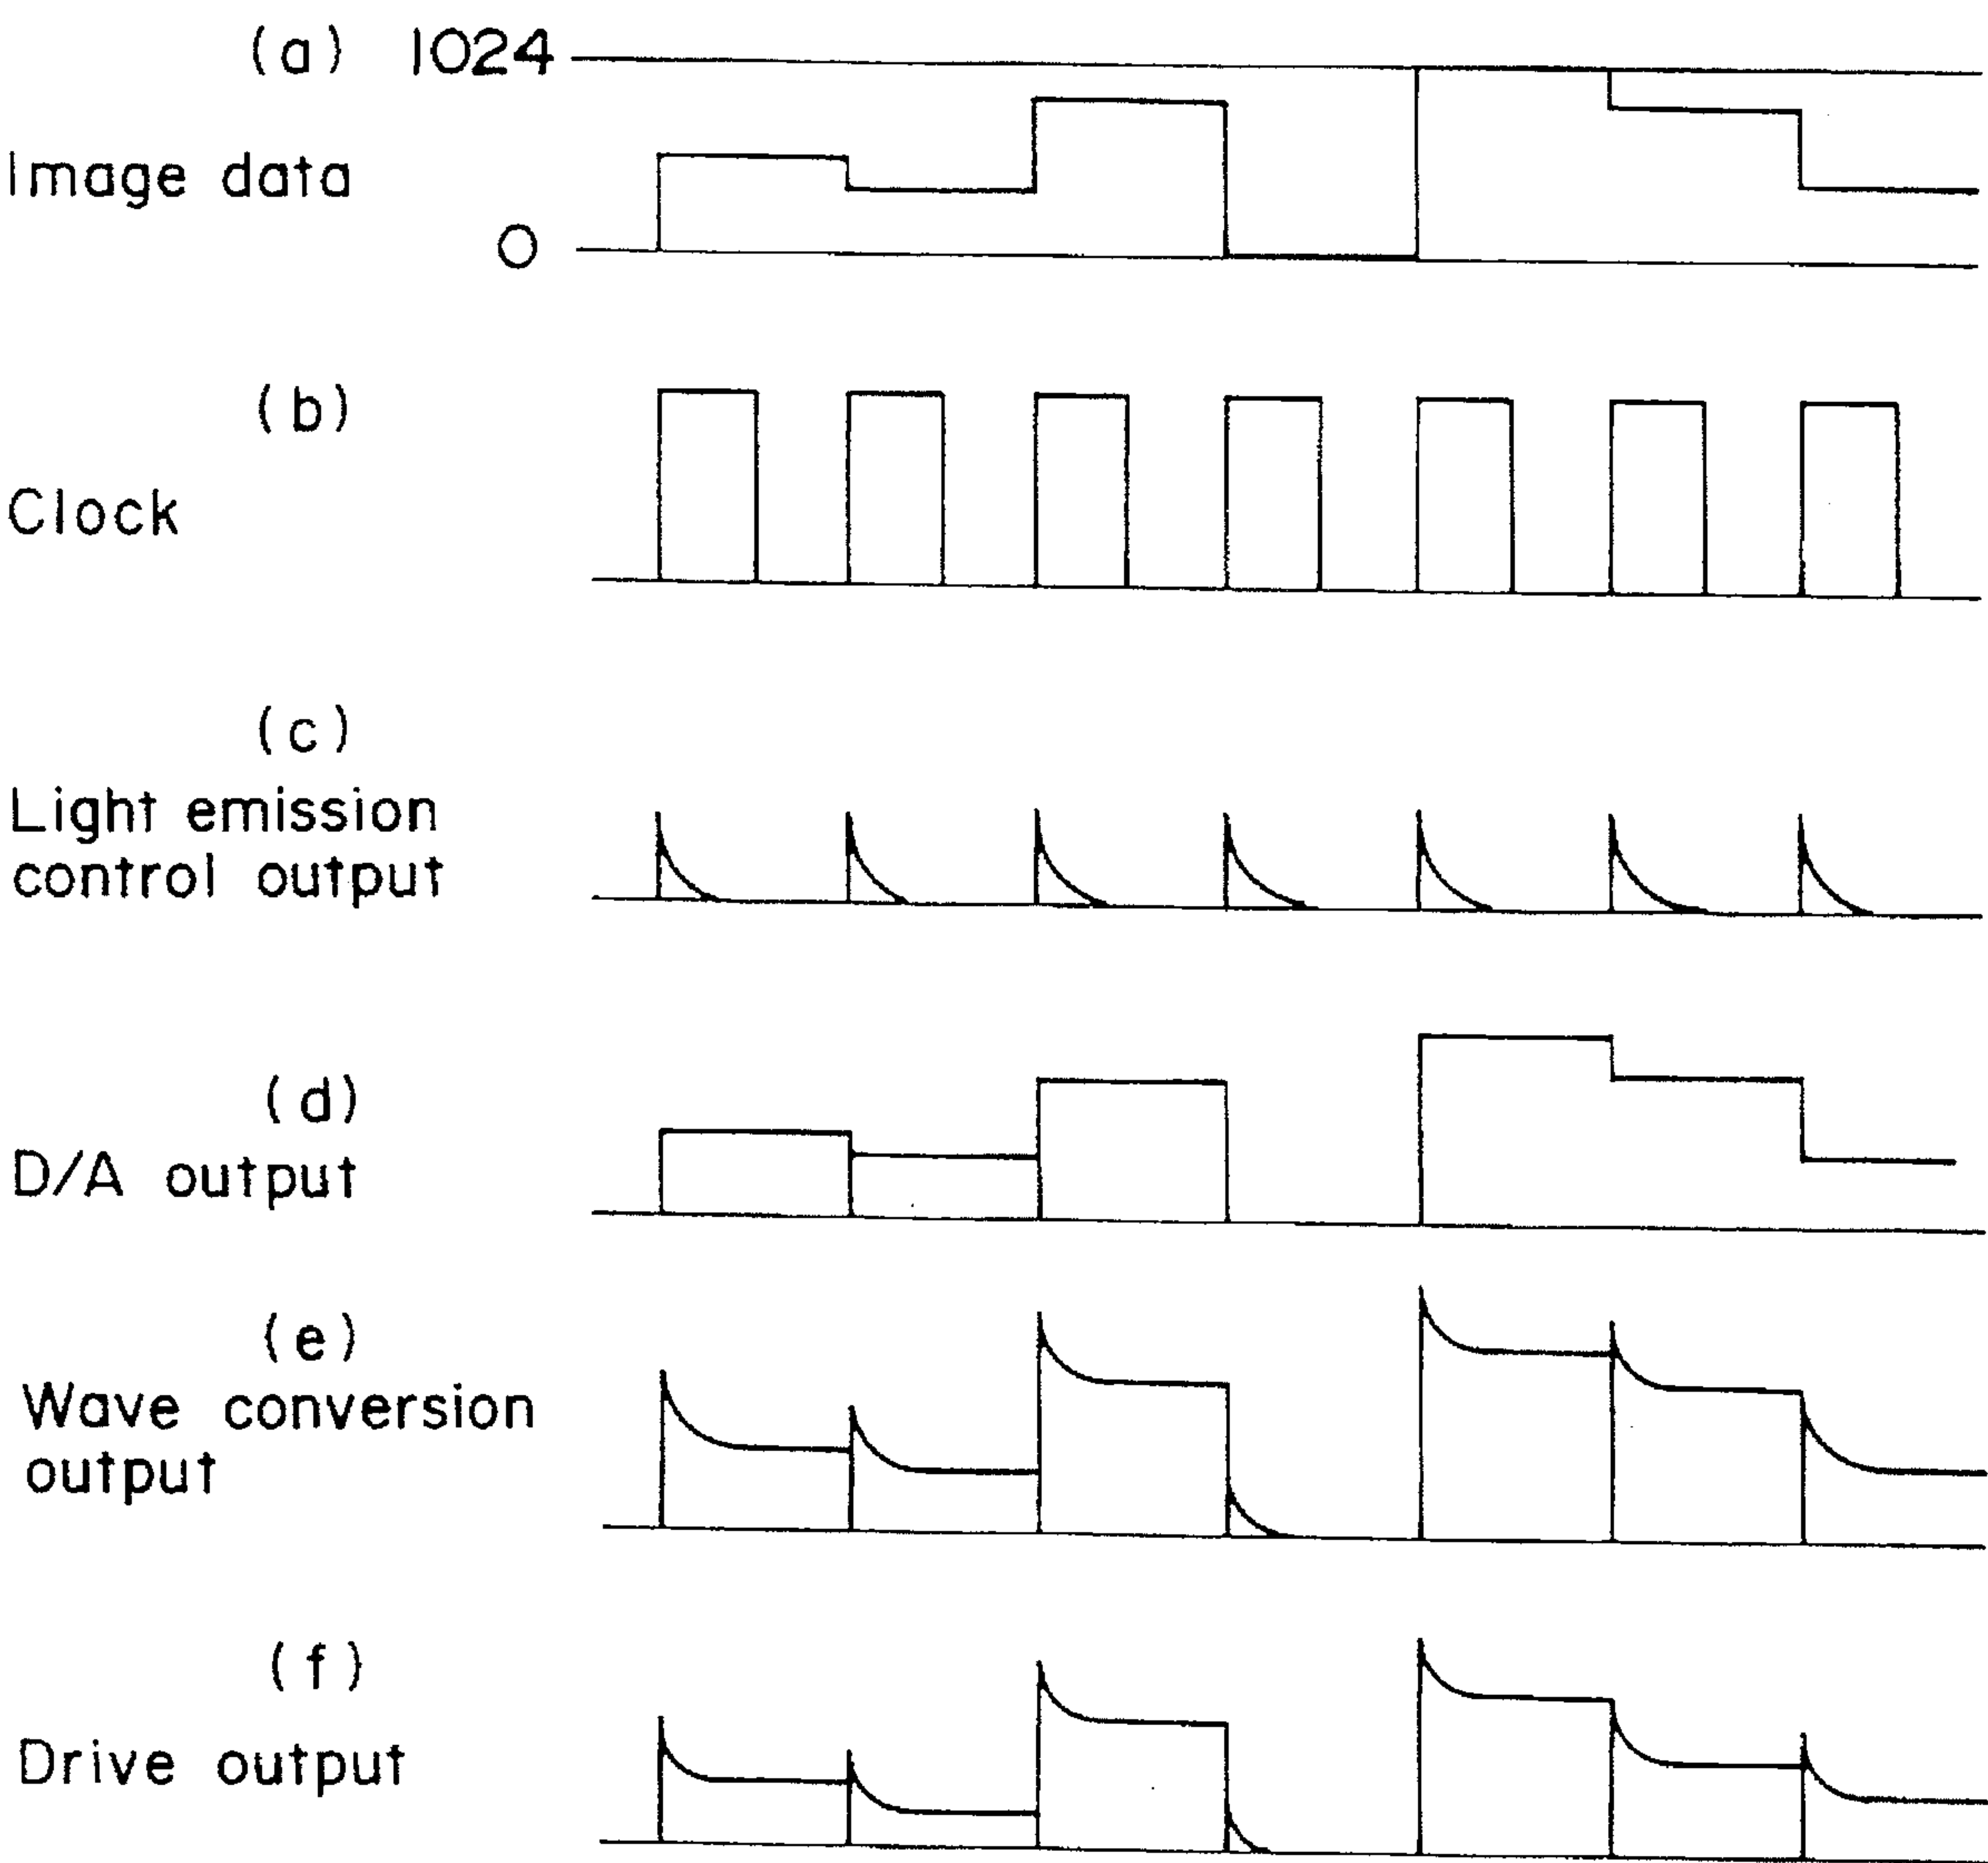 (a) 1024
Image data
0
(b)
Clock
(c)
Light emission
control output
(d)
D/A output
(e)
Wave conversion
output
(f)
Drive output